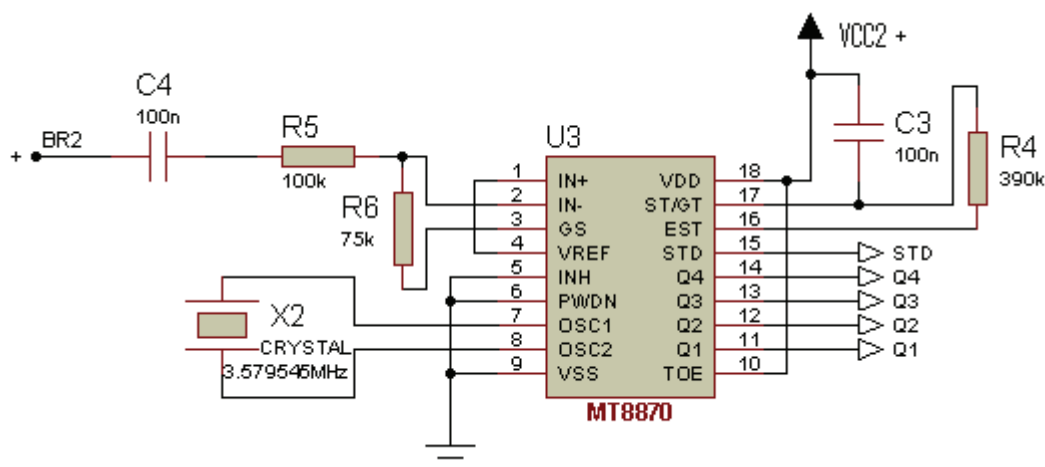 VCC2 +
C4
100n
+ BR2
R5
100k
R6
75k
U3
C3
100n
R4
390k
1 IN+ VDD 18
2 IN- ST/GT 17
3 GS EST 16
4 VREF STD 15 STD
5 INH Q4 14 Q4
6 PWDN Q3 13 Q3
7 OSC1 Q2 12 Q2
8 OSC2 Q1 11 Q1
9 VSS TOE 10
X2
CRYSTAL
3.579545MHz
MT8870